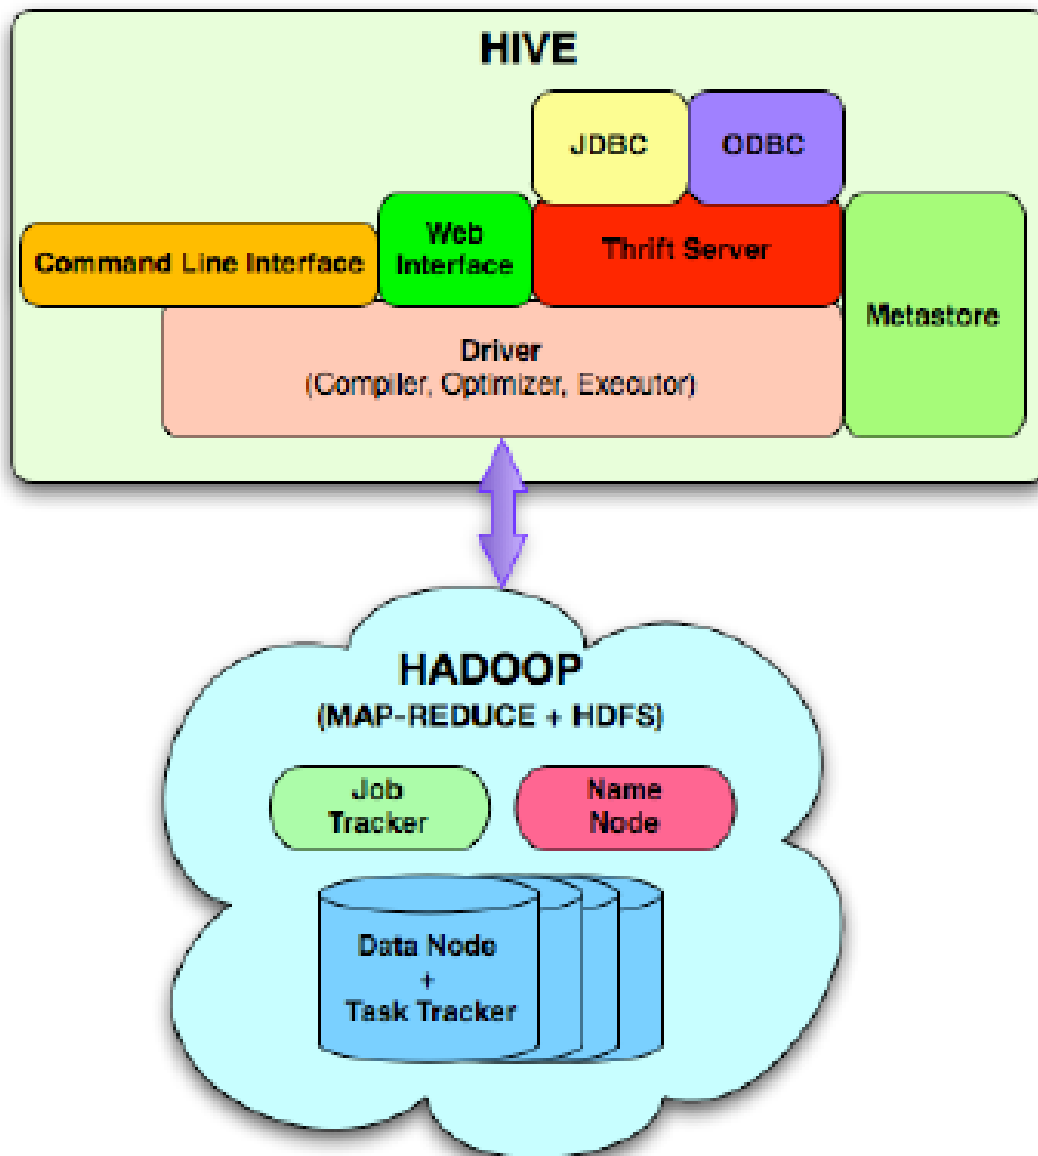 HIVE
JDBC
ODBC
Command Line Interface
Web
Interface
Thrift Server
Metastore
Driver
(Compiler, Optimizer, Executor)
HADOOP
(MAP-REDUCE + HDFS)
Job
Tracker
Name
Node
Data Node
+
Task Tracker